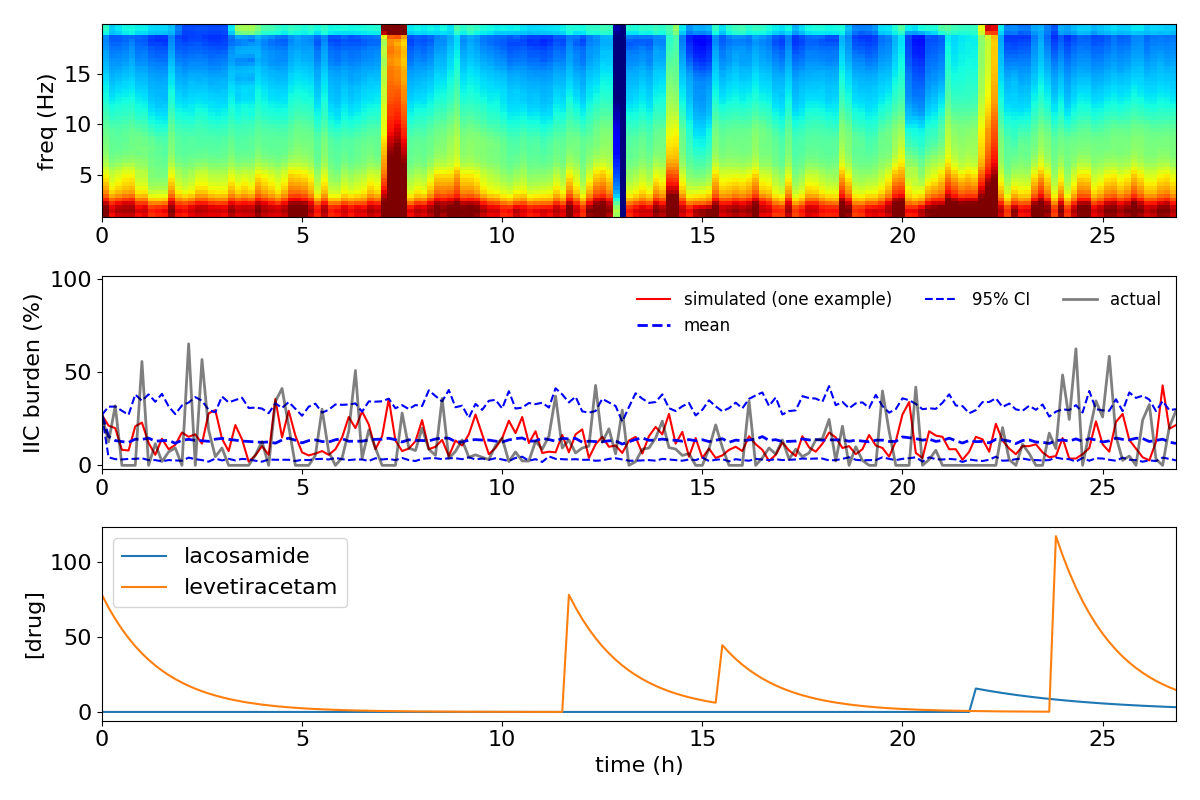 freq (Hz)
15
10
5
0 5 10 15 20 25
IIC burden (%)
100
50
0
simulated (one example) 95% CI actual
mean
0 5 10 15 20 25
[drug]
100
50
0
lacosamide
levetiracetam
0 5 10 15 20 25
time (h)